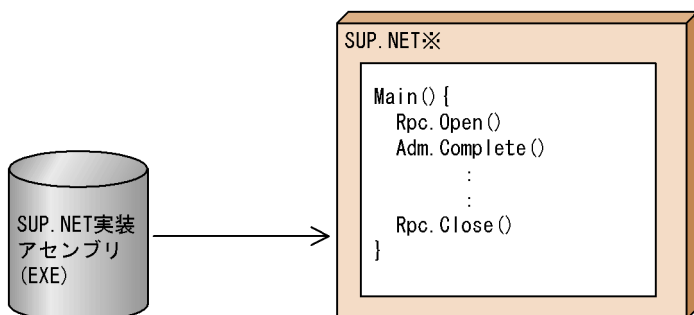 SUP.NET※
Main(){
Rpc.Open()
Adm.Complete()
:
:
Rpc.Close()
}
SUP.NET実装
アセンブリ
(EXE)